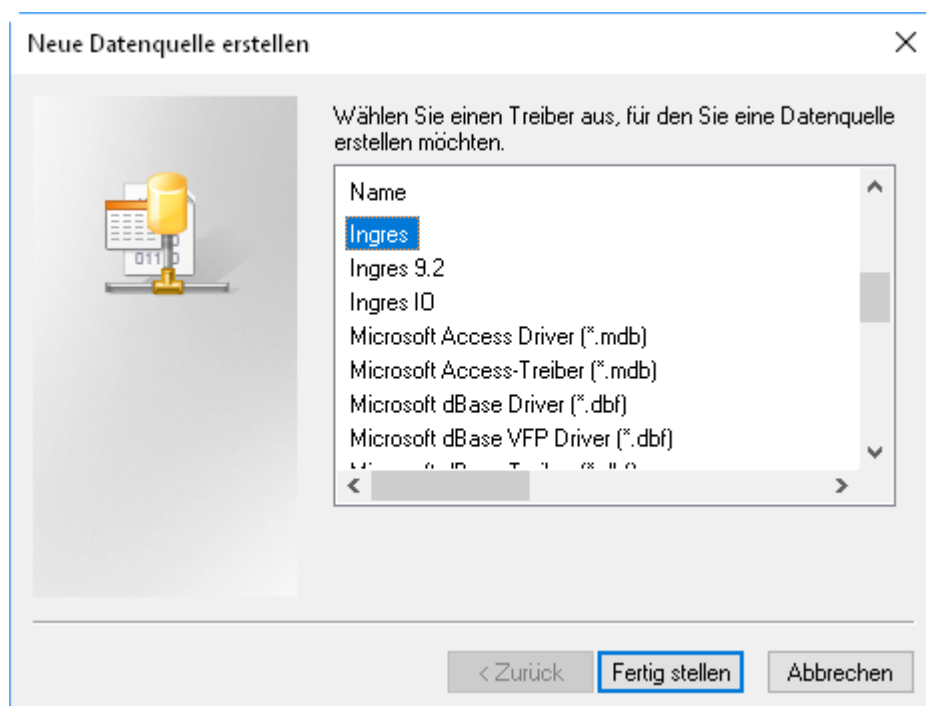 Neue Datenquelle erstellen
Wählen Sie einen Treiber aus, für den Sie eine Datenquelle
erstellen möchten.
Name
Ingres
Ingres 9.2
Ingres IO
Microsoft Access Driver (*.mdb)
Microsoft Access-Treiber (*.mdb)
Microsoft dBase Driver (*.dbf)
Microsoft dBase VFP Driver (*.dbf)
< Zurück
Fertig stellen
Abbrechen